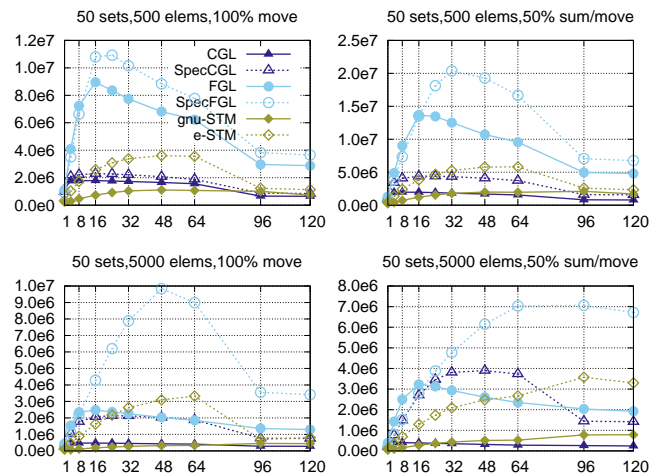 50 sets,500 elems,100% move
1.2e7
1.0e7
8.0e6
6.0e6
4.0e6
2.0e6
0.0e0
1 8 16 32 48 64 96 120
CGL
SpecCGL
FGL
SpecFGL
gnu-STM
e-STM
50 sets,500 elems,50% sum/move
2.5e7
2.0e7
1.5e7
1.0e7
5.0e6
0.0e0
1 8 16 32 48 64 96 120
50 sets,5000 elems,100% move
1.0e7
9.0e6
8.0e6
7.0e6
6.0e6
5.0e6
4.0e6
3.0e6
2.0e6
1.0e6
0.0e0
1 8 16 32 48 64 96 120
50 sets,5000 elems,50% sum/move
8.0e6
7.0e6
6.0e6
5.0e6
4.0e6
3.0e6
2.0e6
1.0e6
0.0e0
1 8 16 32 48 64 96 120